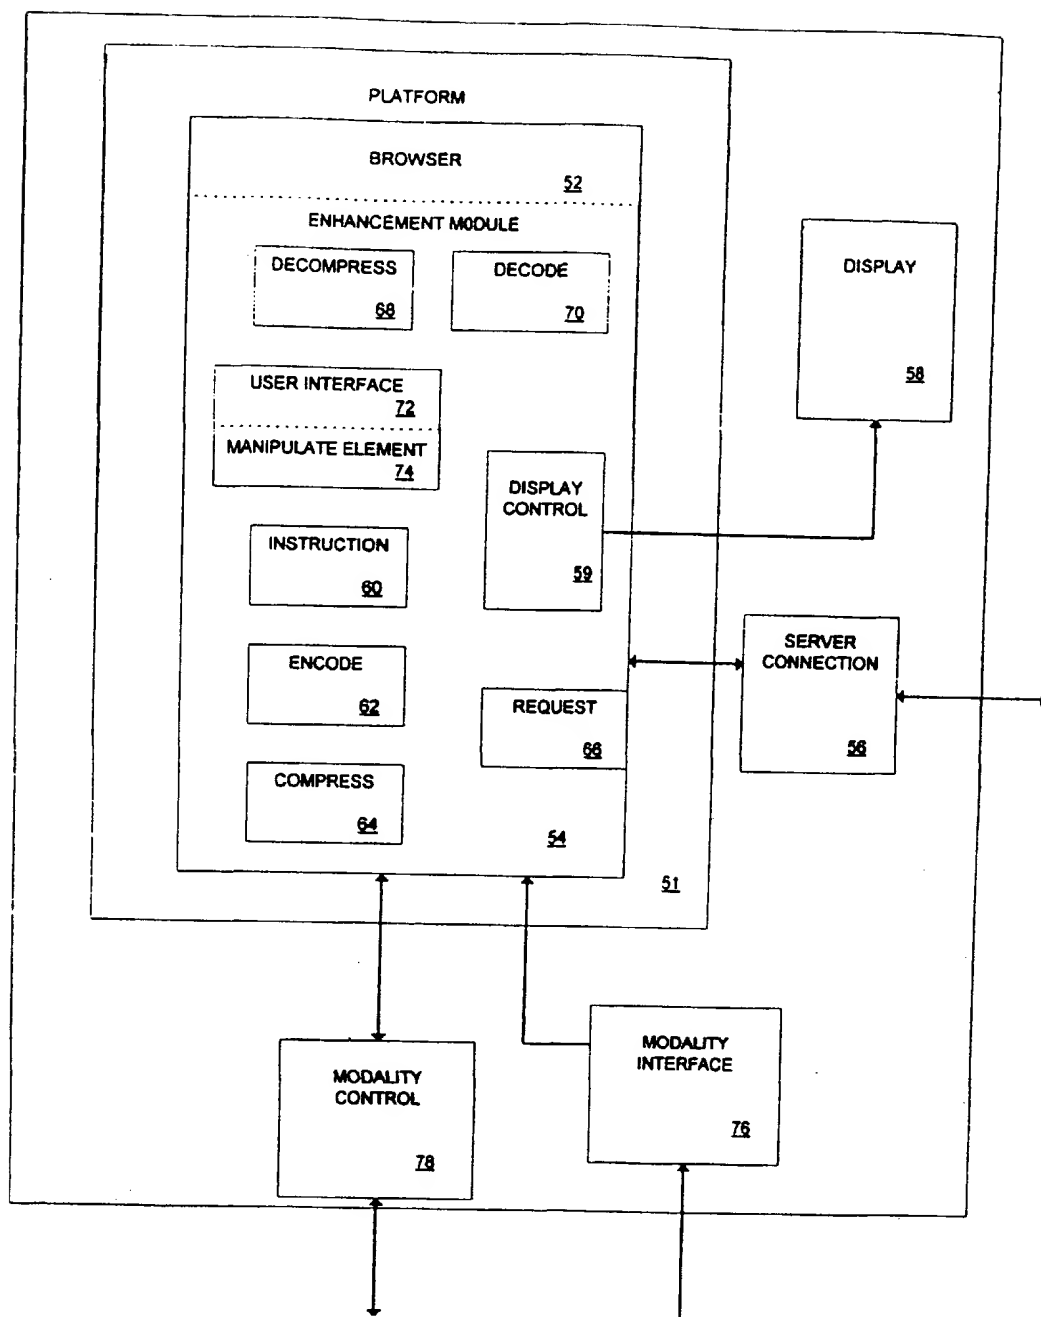 PLATFORM
BROWSER
52
ENHANCEMENT MODULE
DECOMPRESS
68
DECODE
70
DISPLAY
58
USER INTERFACE
72
MANIPULATE ELEMENT
74
DISPLAY
CONTROL
59
INSTRUCTION
60
ENCODE
62
SERVER
CONNECTION
56
REQUEST
66
COMPRESS
64
54
51
MODALITY
CONTROL
78
MODALITY
INTERFACE
76